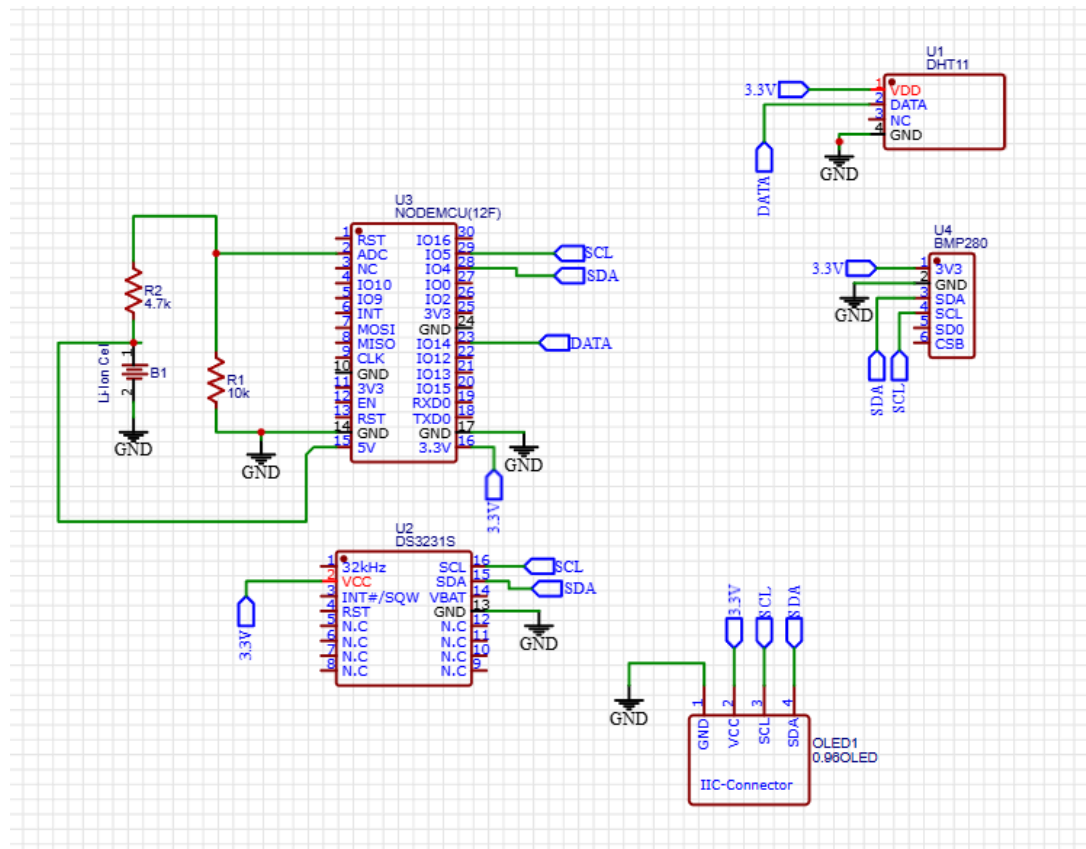 U1
DHT11
3.3V
1 VDD
2 DATA
3 NC
4 GND
GND
DATA
U3
NODEMCU(12F)
1 RST IO16 30
2 ADC IO5 29 SCL
3 NC IO4 28 SDA
4 IO10 IO0 27
5 IO9 IO2 26
6 INT 3V3 25
7 MOSI GND 24
8 MISO IO14 23 DATA
9 CLK IO12 22
10 GND IO13 21
11 3V3 IO15 20
12 EN RXD0 19
13 RST TXD0 18
14 GND GND 17
15 5V 3.3V 16
GND
GND
3.3V
R2
4.7k
Li-Ion Cel
1
B1
2
GND
R1
10k
U4
BMP280
3.3V
1 3V3
2 GND
3 SDA
4 SCL
5 SD0
6 CSB
GND
SDA
SCL
U2
DS3231S
1 32kHz SCL 16 SCL
2 VCC SDA 15 SDA
3 INT#/SQW VBAT 14
4 RST GND 13
5 N.C N.C 12
6 N.C N.C 11
7 N.C N.C 10
8 N.C N.C 9
3.3V
GND
3.3V
SCL
SDA
GND
1 GND
2 VCC
3 SCL
4 SDA
OLED1
0.96OLED
IIC-Connector